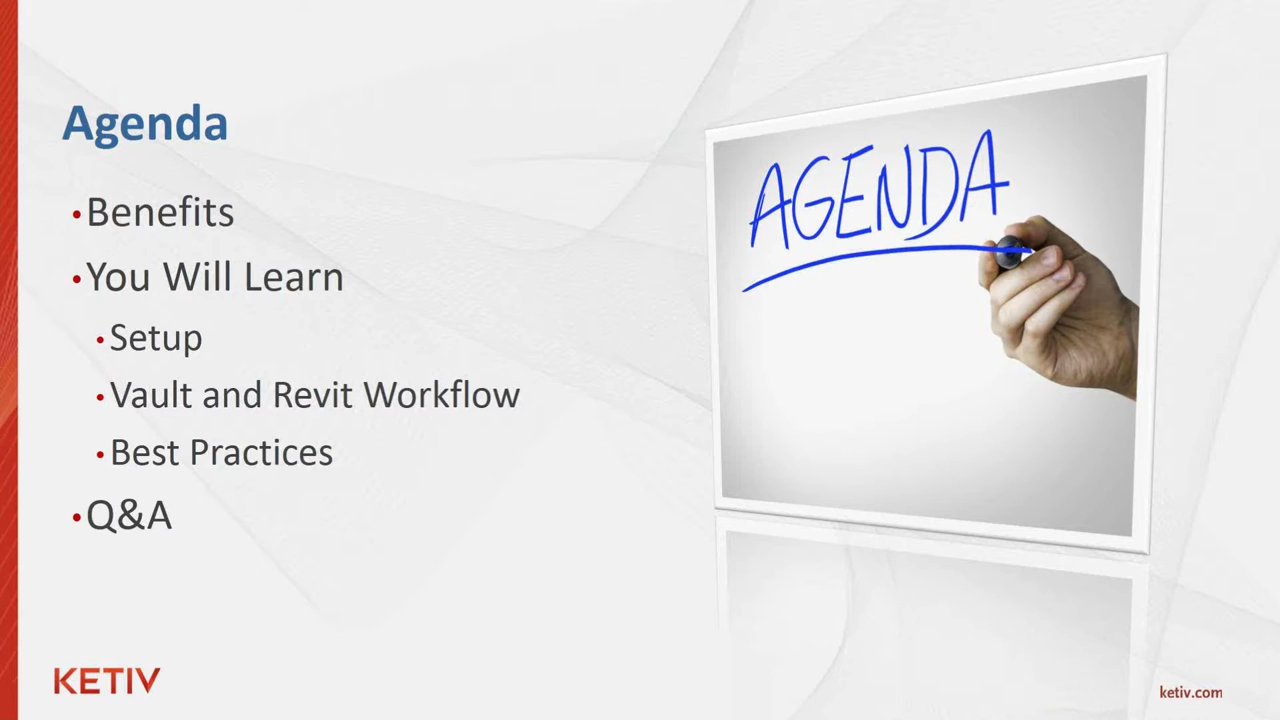 Agenda
•Benefits
•You Will Learn
•Setup
•Vault and Revit Workflow
•Best Practices
•Q&A
AGENDA
KETIV
ketiv.com